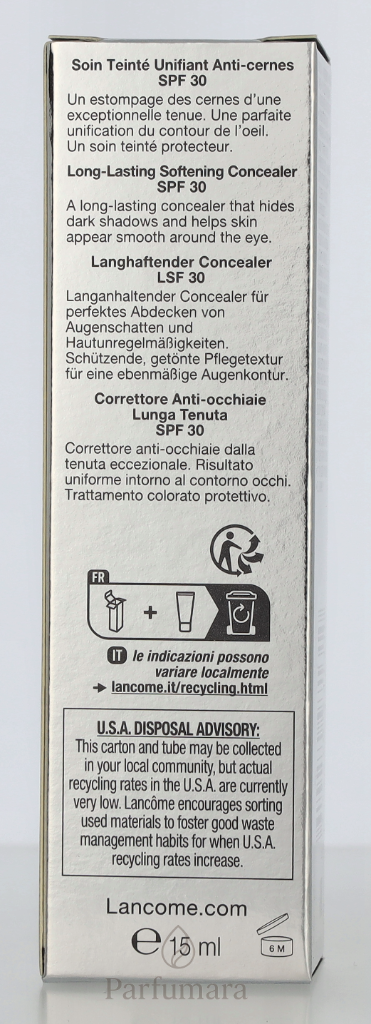 Soin Teinté Unifiant Anti-cernes
SPF 30
Un estompage des cernes d'une
exceptionnelle tenue. Une parfaite
unification du contour de l'oeil.
Un soin teinté protecteur.
Long-Lasting Softening Concealer
SPF 30
A long-lasting concealer that hides
dark shadows and helps skin
appear smooth around the eye.
Langhaftender Concealer
LSF 30
Langanhaltender Concealer für
perfektes Abdecken von
Augenschatten und
Hautunregelmäßigkeiten.
Schützende, getönte Pflegetextur
für eine ebenmäßige Augenkontur.
Correttore Anti-occhiaie
Lunga Tenuta
SPF 30
Correttore anti-occhiaie dalla
tenuta eccezionale. Risultato
uniforme intorno al contorno occhi.
Trattamento colorato protettivo.
FR
+
IT le indicazioni possono
variare localmente
→ lancome.it/recycling.html
U.S.A. DISPOSAL ADVISORY:
This carton and tube may be collected
in your local community, but actual
recycling rates in the U.S.A. are currently
very low. Lancôme encourages sorting
used materials to foster good waste
management habits for when U.S.A.
recycling rates increase.
Lancome.com
e 15 ml
6 M
Parfumara